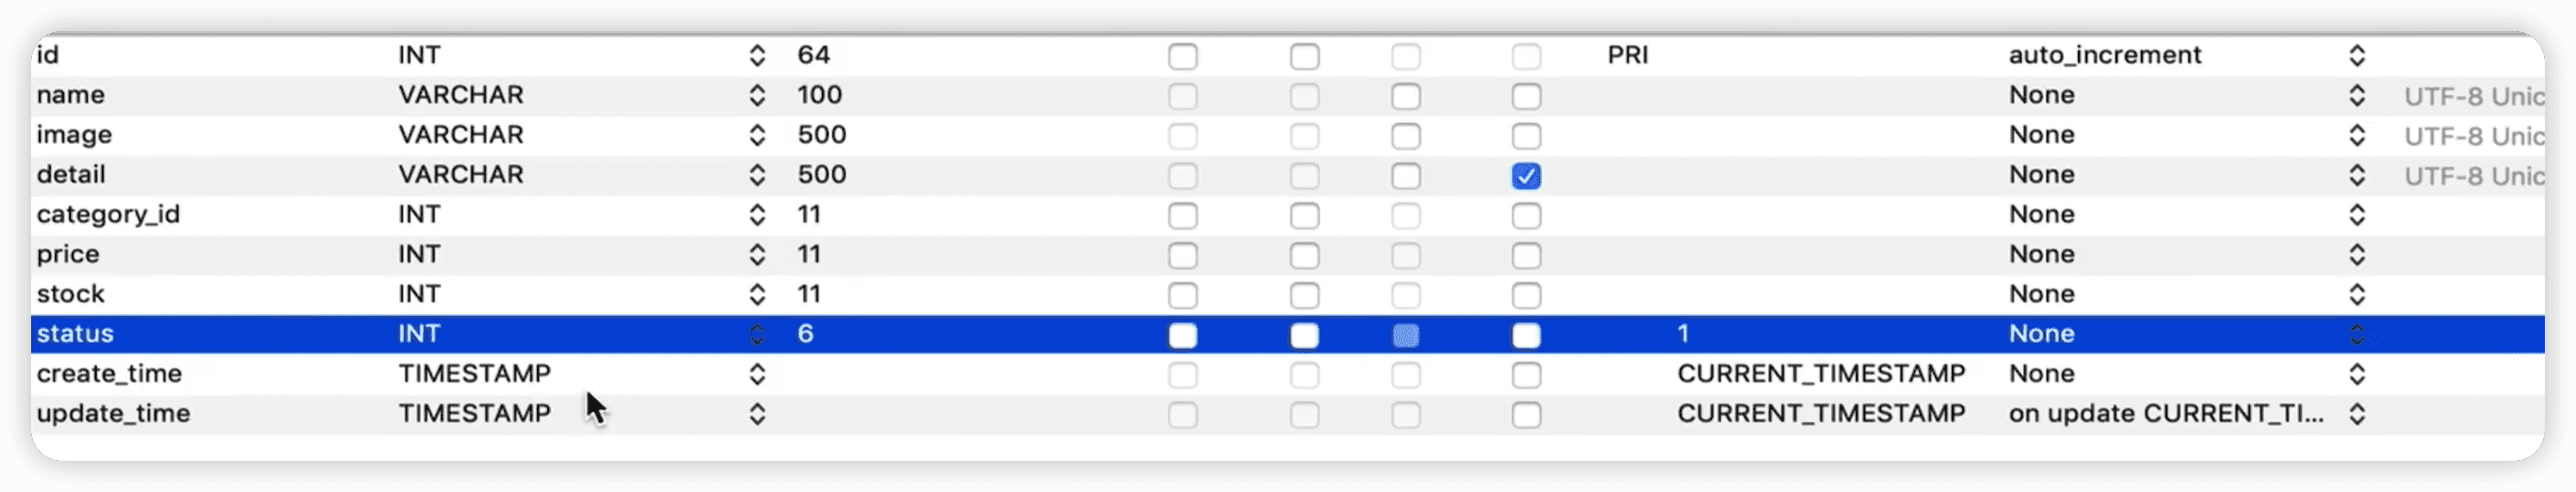 id INT 64 PRI auto_increment
name VARCHAR 100 None UTF-8 Unic
image VARCHAR 500 None UTF-8 Unic
detail VARCHAR 500 None UTF-8 Unic
category_id INT 11 None
price INT 11 None
stock INT 11 None
status INT 6 1 None
create_time TIMESTAMP CURRENT_TIMESTAMP None
update_time TIMESTAMP CURRENT_TIMESTAMP on update CURRENT_TI...